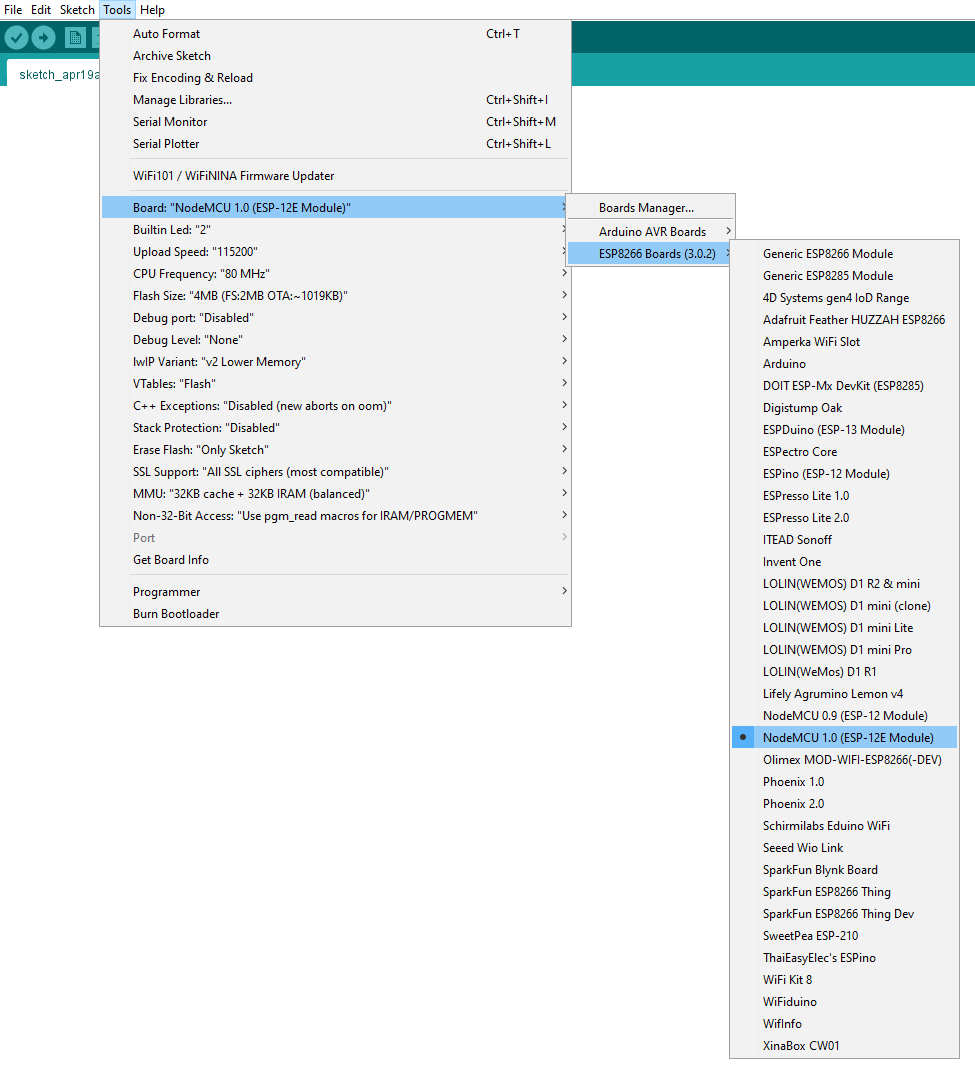 File Edit Sketch Tools Help
sketch_apr19a
Auto Format Ctrl+T
Archive Sketch
Fix Encoding & Reload
Manage Libraries... Ctrl+Shift+I
Serial Monitor Ctrl+Shift+M
Serial Plotter Ctrl+Shift+L
WiFi101 / WiFiNINA Firmware Updater
Board: "NodeMCU 1.0 (ESP-12E Module)"
Builtin Led: "2"
Upload Speed: "115200"
CPU Frequency: "80 MHz"
Flash Size: "4MB (FS:2MB OTA:~1019KB)"
Debug port: "Disabled"
Debug Level: "None"
lwIP Variant: "v2 Lower Memory"
VTables: "Flash"
C++ Exceptions: "Disabled (new aborts on oom)"
Stack Protection: "Disabled"
Erase Flash: "Only Sketch"
SSL Support: "All SSL ciphers (most compatible)"
MMU: "32KB cache + 32KB IRAM (balanced)"
Non-32-Bit Access: "Use pgm_read macros for IRAM/PROGMEM"
Port
Get Board Info
Programmer
Burn Bootloader
Boards Manager...
Arduino AVR Boards
ESP8266 Boards (3.0.2)
Generic ESP8266 Module
Generic ESP8285 Module
4D Systems gen4 IoD Range
Adafruit Feather HUZZAH ESP8266
Amperka WiFi Slot
Arduino
DOIT ESP-Mx DevKit (ESP8285)
Digistump Oak
ESPDuino (ESP-13 Module)
ESPectro Core
ESPino (ESP-12 Module)
ESPresso Lite 1.0
ESPresso Lite 2.0
ITEAD Sonoff
Invent One
LOLIN(WEMOS) D1 R2 & mini
LOLIN(WEMOS) D1 mini (clone)
LOLIN(WEMOS) D1 mini Lite
LOLIN(WEMOS) D1 mini Pro
LOLIN(WeMos) D1 R1
Lifely Agrumino Lemon v4
NodeMCU 0.9 (ESP-12 Module)
NodeMCU 1.0 (ESP-12E Module)
Olimex MOD-WIFI-ESP8266(-DEV)
Phoenix 1.0
Phoenix 2.0
Schirmilabs Eduino WiFi
Seeed Wio Link
SparkFun Blynk Board
SparkFun ESP8266 Thing
SparkFun ESP8266 Thing Dev
SweetPea ESP-210
ThaiEasyElec's ESPino
WiFi Kit 8
WiFiduino
WifInfo
XinaBox CW01